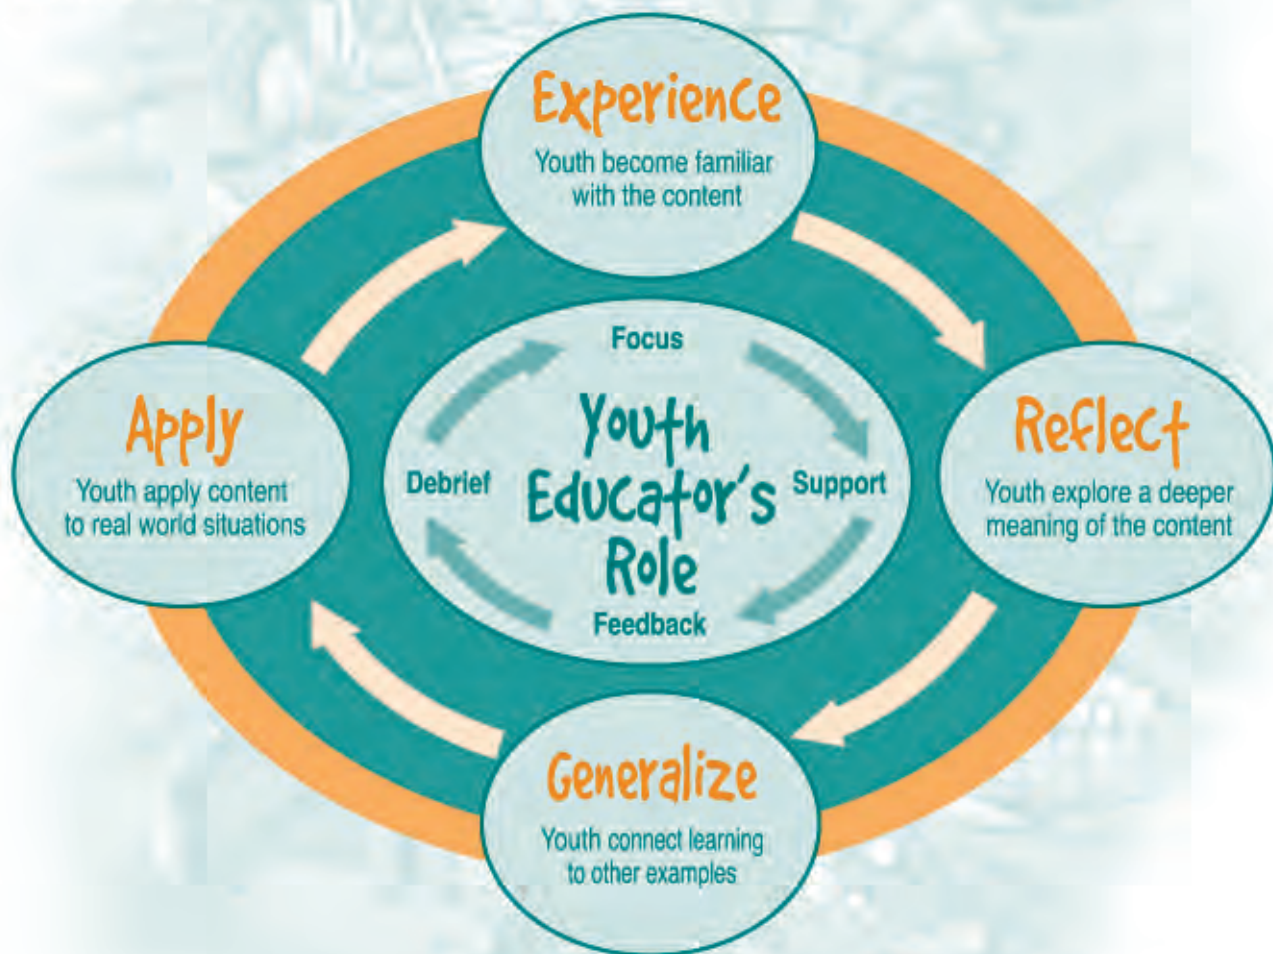 Experience
Youth become familiar
with the content
Focus
Youth
Educator's
Role
Debrief
Support
Feedback
Apply
Youth apply content
to real world situations
Reflect
Youth explore a deeper
meaning of the content
Generalize
Youth connect learning
to other examples